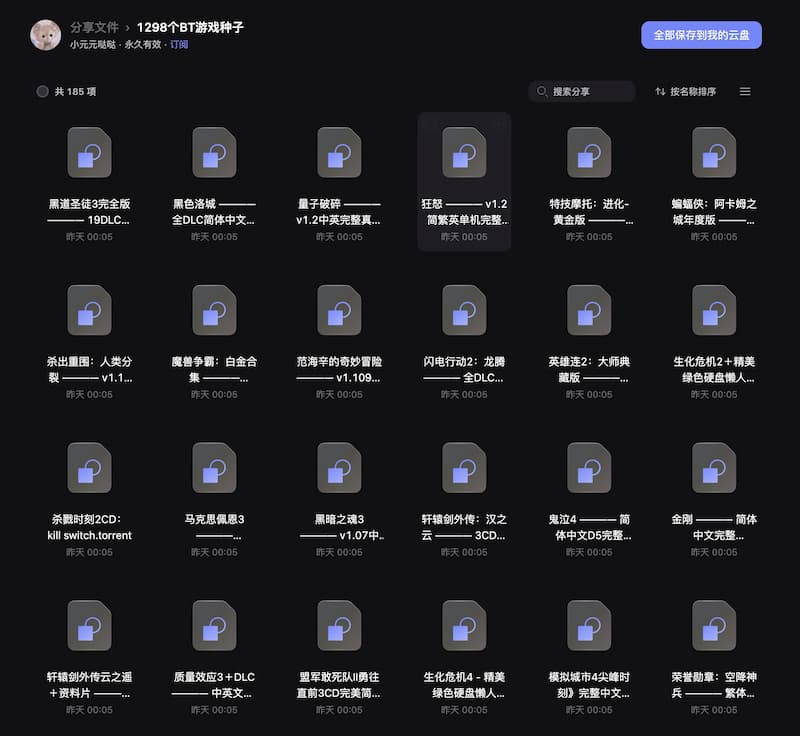 分享文件 › 1298个BT游戏种子
小元元哒哒 · 永久有效 · 订阅
全部保存到我的云盘
共 185 项
搜索分享
按名称排序
黑道圣徒3完全版
———— 19DLC...
昨天 00:05
黑色洛城 ————
全DLC简体中文...
昨天 00:05
量子破碎 ————
v1.2中英完整真...
昨天 00:05
狂怒 ———— v1.2
简繁英单机完整...
昨天 00:05
特技摩托：进化-
黄金版 ————...
昨天 00:05
蝙蝠侠：阿卡姆之
城年度版 ————...
昨天 00:05
杀出重围：人类分
裂 ———— v1.1...
昨天 00:05
魔兽争霸：白金合
集 ————...
昨天 00:05
范海辛的奇妙冒险
———— v1.109...
昨天 00:05
闪电行动2：龙腾
———— 全DLC...
昨天 00:05
英雄连2：大师典
藏版 ————...
昨天 00:05
生化危机2＋精美
绿色硬盘懒人...
昨天 00:05
杀戮时刻2CD：
kill switch.torrent
昨天 00:05
马克思佩恩3
————...
昨天 00:05
黑暗之魂3
———— v1.07中...
昨天 00:05
轩辕剑外传：汉之
云 ———— 3CD...
昨天 00:05
鬼泣4 ———— 简
体中文D5完整...
昨天 00:05
金刚 ———— 简体
中文完整...
昨天 00:05
轩辕剑外传云之遥
＋资料片 ————...
昨天 00:05
质量效应3＋DLC
———— 中英文...
昨天 00:05
盟军敢死队II勇往
直前3CD完美简...
昨天 00:05
生化危机4 - 精美
绿色硬盘懒人...
昨天 00:05
模拟城市4尖峰时
刻》完整中文...
昨天 00:05
荣誉勋章：空降神
兵 ———— 繁体...
昨天 00:05